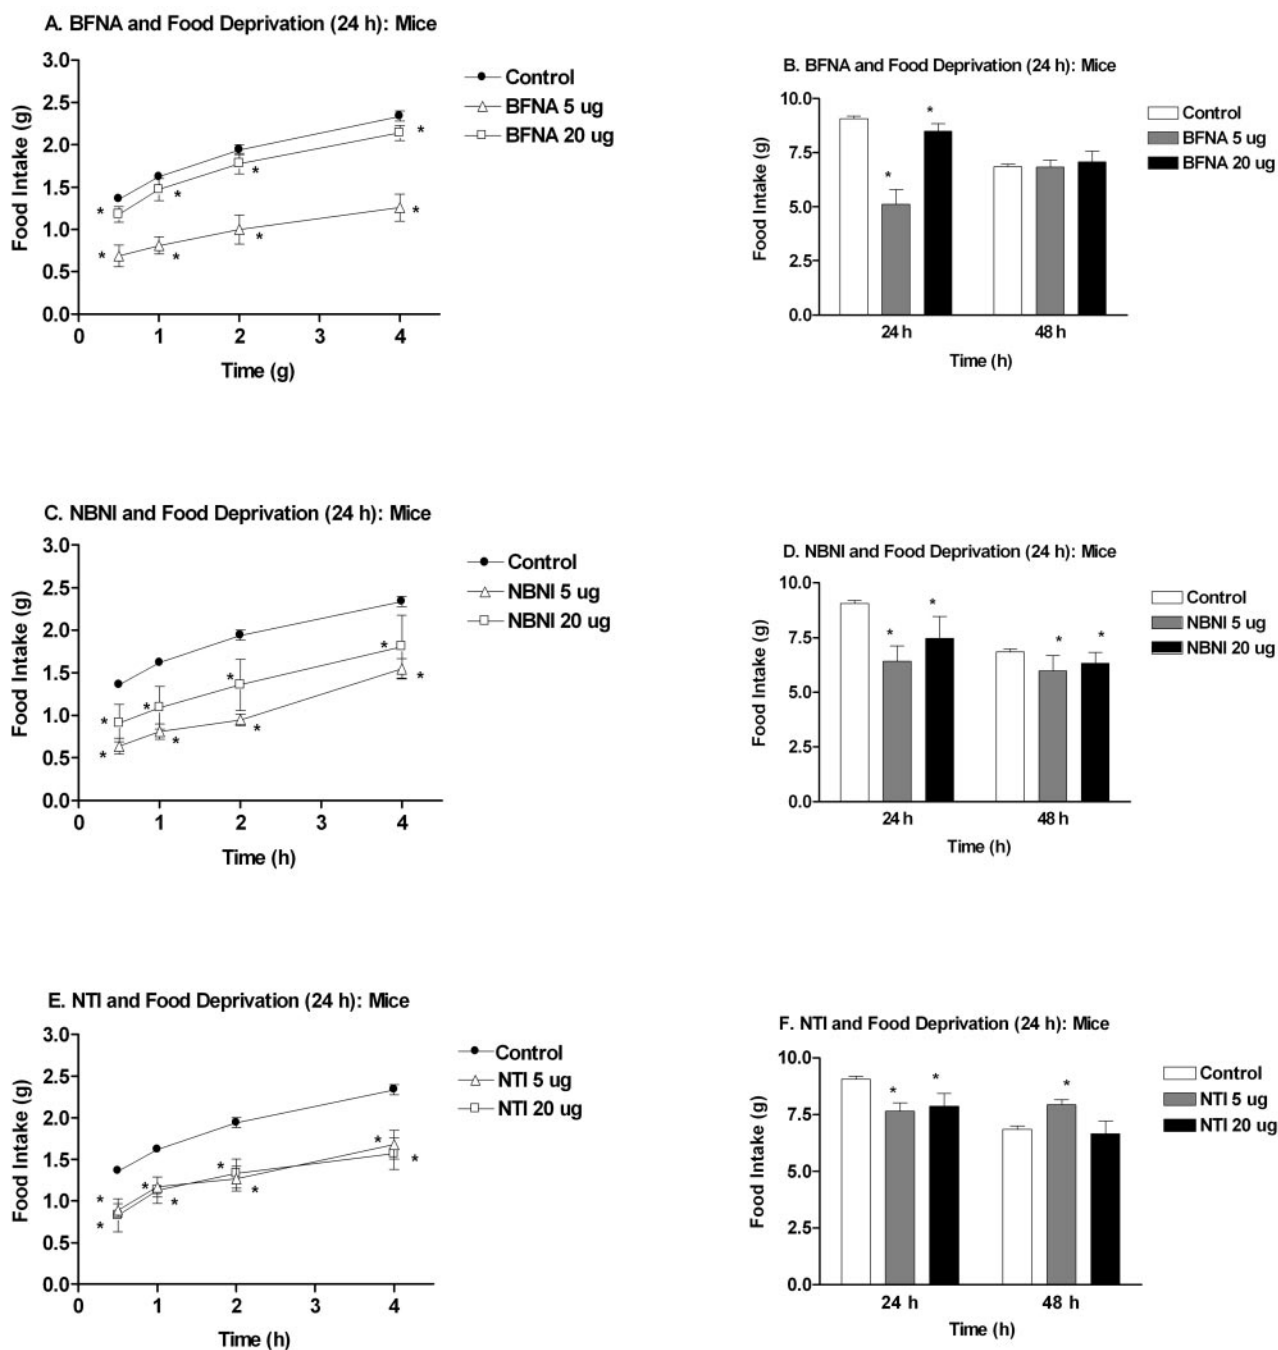 A. BFNA and Food Deprivation (24 h): Mice
3.0
2.5
2.0
1.5
1.0
0.5
0.0
Food Intake (g)
* * * *
* * * *
0 1 2 3 4
Time (g)
Control
BFNA 5 ug
BFNA 20 ug
B. BFNA and Food Deprivation (24 h): Mice
10.0
7.5
5.0
2.5
0.0
Food Intake (g)
* *
24 h 48 h
Time (h)
Control
BFNA 5 ug
BFNA 20 ug
C. NBNI and Food Deprivation (24 h): Mice
3.0
2.5
2.0
1.5
1.0
0.5
0.0
Food Intake (g)
* * * *
* * * *
0 1 2 3 4
Time (h)
Control
NBNI 5 ug
NBNI 20 ug
D. NBNI and Food Deprivation (24 h): Mice
10.0
7.5
5.0
2.5
0.0
Food Intake (g)
* * * *
24 h 48 h
Time (h)
Control
NBNI 5 ug
NBNI 20 ug
E. NTI and Food Deprivation (24 h): Mice
3.0
2.5
2.0
1.5
1.0
0.5
0.0
Food Intake (g)
* * * *
* * * *
0 1 2 3 4
Time (h)
Control
NTI 5 ug
NTI 20 ug
F. NTI and Food Deprivation (24 h): Mice
10.0
7.5
5.0
2.5
0.0
Food Intake (g)
* * *
24 h 48 h
Time (h)
Control
NTI 5 ug
NTI 20 ug